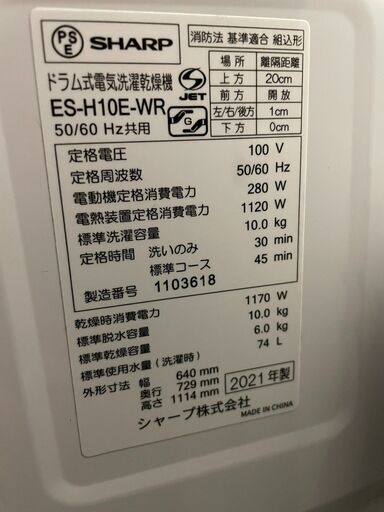 PS
E
SHARP
ドラム式電気洗濯乾燥機
ES-H10E-WR
50/60 Hz共用
S
JET
G
消防法 基準適合 組込形
場所 離隔距離
上方 20cm
前方 開放
左/右/後方 1cm
下方 0cm
定格電圧 100 V
定格周波数 50/60 Hz
電動機定格消費電力 280 W
電熱装置定格消費電力 1120 W
標準洗濯容量 10.0 kg
定格時間 洗いのみ 30 min
標準コース 45 min
製造番号 1103618
乾燥時消費電力 1170 W
標準脱水容量 10.0 kg
標準乾燥容量 6.0 kg
標準使用水量 (洗濯時) 74 L
外形寸法 幅 640 mm
奥行 729 mm
高さ 1114 mm
2021年製
シャープ株式会社
MADE IN CHINA